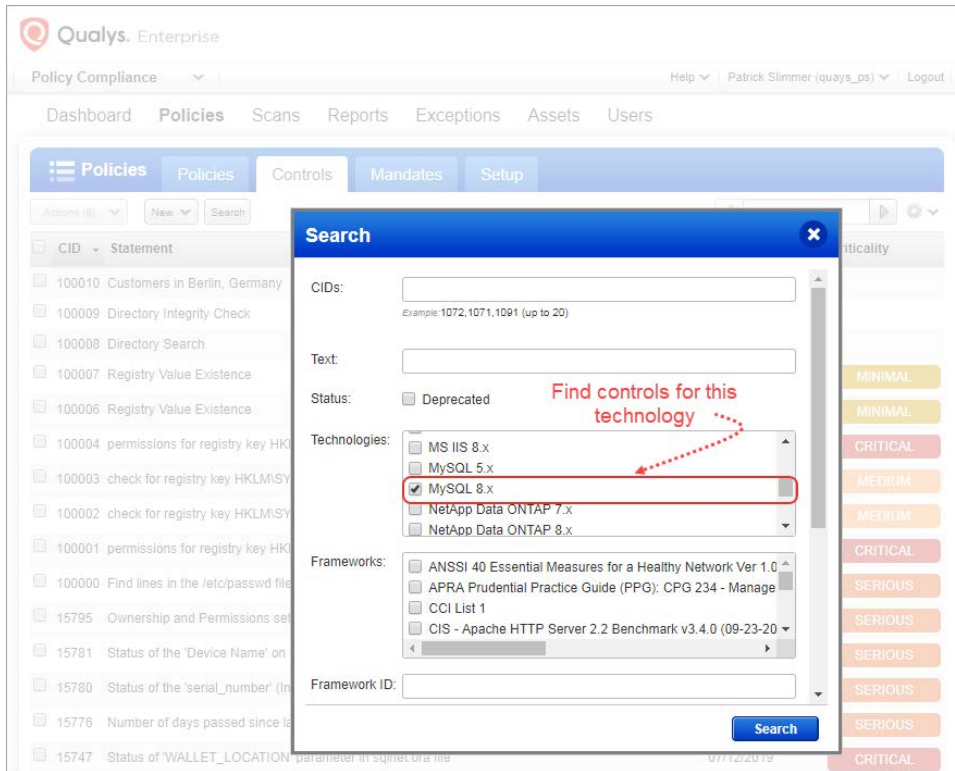 Qualys. Enterprise
Policy Compliance Help Patrick Slimmer (quays_ps) Logout
Dashboard Policies Scans Reports Exceptions Assets Users
Policies Policies Controls Mandates Setup
Actions (0) New Search
CID Statement iticality
Search
100010 Customers in Berlin, Germany
100009 Directory Integrity Check
100008 Directory Search
100007 Registry Value Existence MINIMAL
100006 Registry Value Existence MINIMAL
100004 permissions for registry key HKL CRITICAL
100003 check for registry key HKLM\SY MEDIUM
100002 check for registry key HKLM\SY MEDIUM
100001 permissions for registry key HKL CRITICAL
100000 Find lines in the /etc/passwd file SERIOUS
15795 Ownership and Permissions set SERIOUS
15781 Status of the 'Device Name' on SERIOUS
15780 Status of the 'serial_number' (In SERIOUS
15776 Number of days passed since la SERIOUS
15747 Status of 'WALLET_LOCATION' parameter in sqlnet.ora file 07/12/2019 CRITICAL
CIDs:
Example:1072,1071,1091 (up to 20)
Text:
Status: Deprecated
Find controls for this
technology
Technologies:
MS IIS 8.x
MySQL 5.x
MySQL 8.x
NetApp Data ONTAP 7.x
NetApp Data ONTAP 8.x
Frameworks:
ANSSI 40 Essential Measures for a Healthy Network Ver 1.0
APRA Prudential Practice Guide (PPG): CPG 234 - Manage
CCI List 1
CIS - Apache HTTP Server 2.2 Benchmark v3.4.0 (09-23-20
Framework ID:
Search